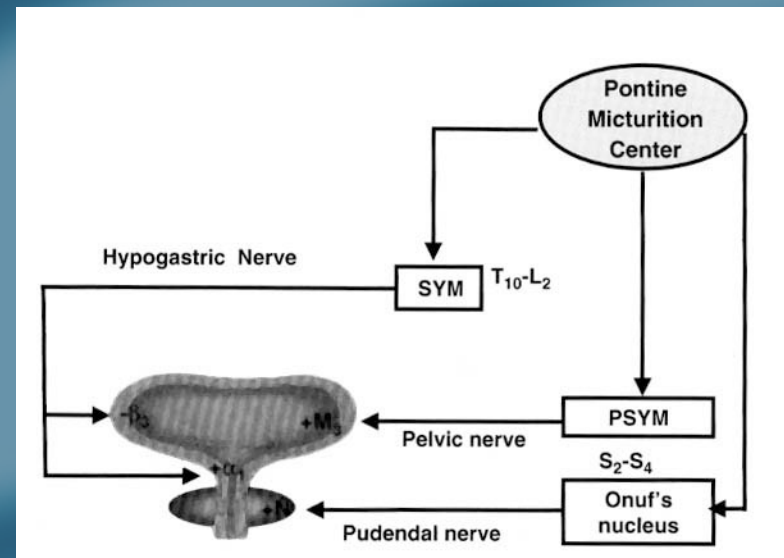 Pontine
Micturition
Center
Hypogastric Nerve
SYM
T₁₀-L₂
-β₃
+M₃
Pelvic nerve
PSYM
S₂-S₄
+α₁
+N
Pudendal nerve
Onuf's
nucleus